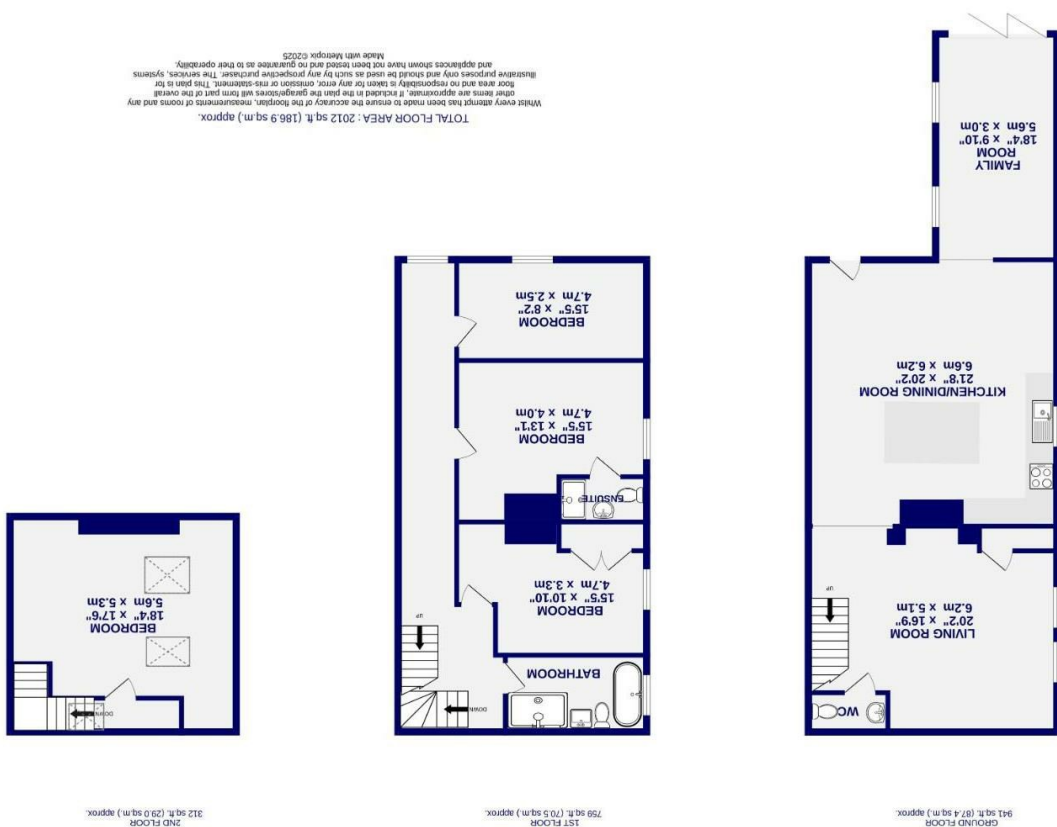 GROUND FLOOR
941 sq.ft. (87.4 sq.m.) approx.
WC
LIVING ROOM
20'2" x 16'9"
6.2m x 5.1m
UP
KITCHEN/DINING ROOM
21'8" x 20'2"
6.6m x 6.2m
FAMILY
ROOM
18'4" x 9'10"
5.6m x 3.0m
1ST FLOOR
759 sq.ft. (70.5 sq.m.) approx.
DOWN
BATHROOM
UP
BEDROOM
15'5" x 10'10"
4.7m x 3.3m
ENSUITE
BEDROOM
15'5" x 13'1"
4.7m x 4.0m
BEDROOM
15'5" x 8'2"
4.7m x 2.5m
2ND FLOOR
312 sq.ft. (29.0 sq.m.) approx.
DOWN
BEDROOM
18'4" x 17'6"
5.6m x 5.3m
TOTAL FLOOR AREA : 2012 sq.ft. (186.9 sq.m.) approx.
Whilst every attempt has been made to ensure the accuracy of the floorplan, measurements of rooms and any
other items are approximate, if included in the plan the garage/stores will form part of the overall
floor area and no responsibility is taken for any error, omission or mis-statement. This plan is for
illustrative purposes only and should be used as such by any prospective purchaser. The services, systems
and appliances shown have not been tested and no guarantee as to their operability.
Made with Metropix ©2025